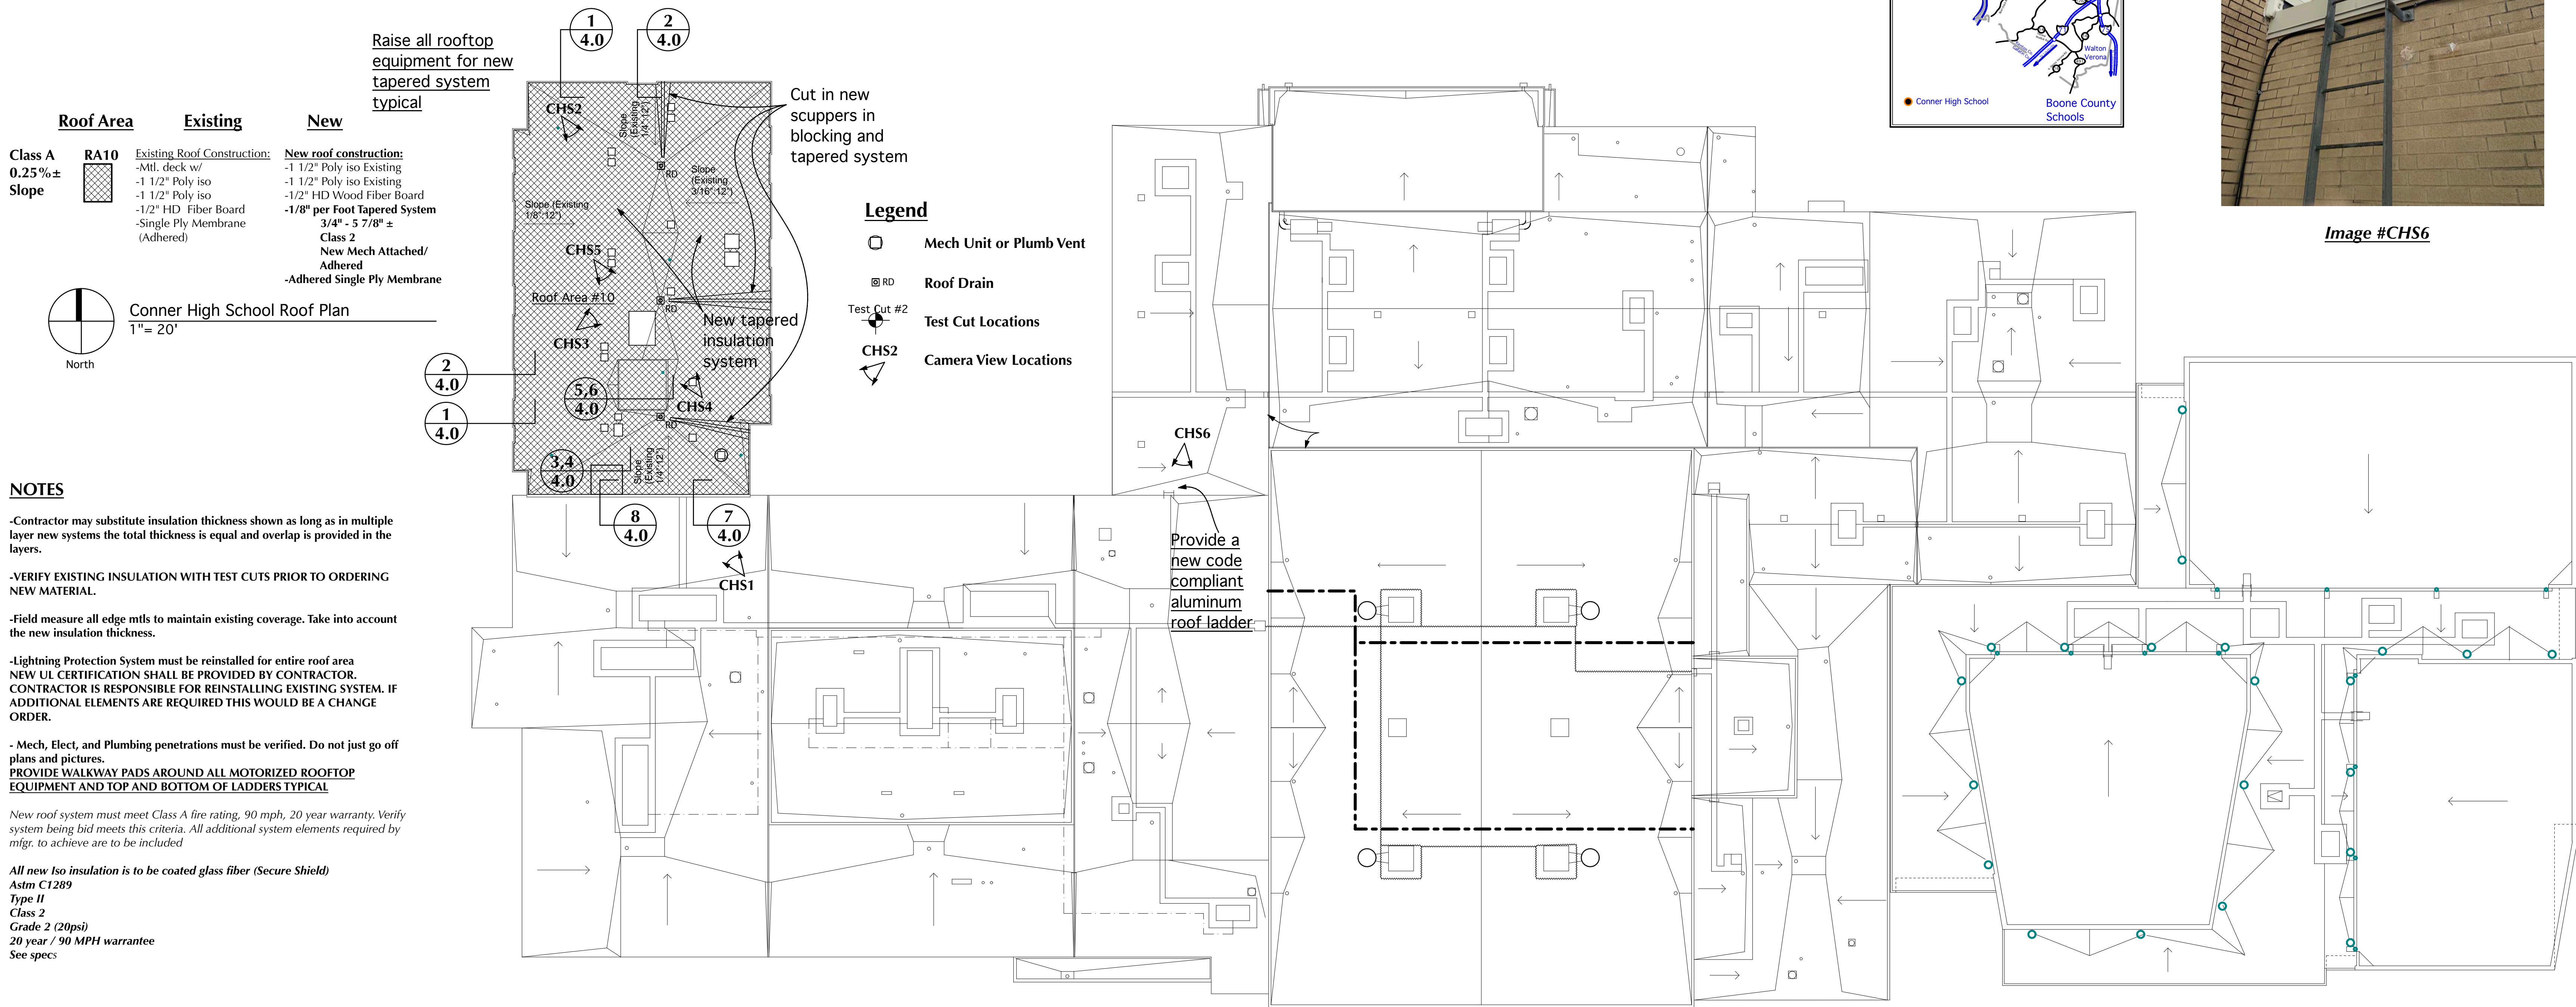 1
4.0
2
4.0
Raise all rooftop
equipment for new
tapered system
typical
Roof Area
Existing
New
Class A
0.25%±
Slope
RA10
Existing Roof Construction:
-Mtl. deck w/
-1 1/2" Poly iso
-1 1/2" Poly iso
-1/2" HD  Fiber Board
-Single Ply Membrane
(Adhered)
New roof construction:
-1 1/2" Poly iso Existing
-1 1/2" Poly iso Existing
-1/2" HD Wood Fiber Board
-1/8" per Foot Tapered System
3/4" - 5 7/8" ±
Class 2
New Mech Attached/
Adhered
-Adhered Single Ply Membrane
North
Conner High School Roof Plan
1"= 20'
CHS2
Slope
(Existing
1/4":12")
RD
Slope
(Existing
3/16":12")
Slope (Existing
1/8":12")
CHS5
Roof Area #10
RD
CHS3
New tapered
insulation
system
Cut in new
scuppers in
blocking and
tapered system
2
4.0
1
4.0
5,6
4.0
CHS4
RD
3,4
4.0
Slope
(Existing
1/4":12")
8
4.0
7
4.0
CHS1
Legend
Mech Unit or Plumb Vent
RD
Roof Drain
Test Cut #2
Test Cut Locations
CHS2
Camera View Locations
CHS6
Provide a
new code
compliant
aluminum
roof ladder
Walton
Verona
Conner High School
Boone County
Schools
Image #CHS6
NOTES
-Contractor may substitute insulation thickness shown as long as in multiple
layer new systems the total thickness is equal and overlap is provided in the
layers.
-VERIFY EXISTING INSULATION WITH TEST CUTS PRIOR TO ORDERING
NEW MATERIAL.
-Field measure all edge mtls to maintain existing coverage. Take into account
the new insulation thickness.
-Lightning Protection System must be reinstalled for entire roof area
NEW UL CERTIFICATION SHALL BE PROVIDED BY CONTRACTOR.
CONTRACTOR IS RESPONSIBLE FOR REINSTALLING EXISTING SYSTEM. IF
ADDITIONAL ELEMENTS ARE REQUIRED THIS WOULD BE A CHANGE
ORDER.
- Mech, Elect, and Plumbing penetrations must be verified. Do not just go off
plans and pictures.
PROVIDE WALKWAY PADS AROUND ALL MOTORIZED ROOFTOP
EQUIPMENT AND TOP AND BOTTOM OF LADDERS TYPICAL
New roof system must meet Class A fire rating, 90 mph, 20 year warranty. Verify
system being bid meets this criteria. All additional system elements required by
mfgr. to achieve are to be included
All new Iso insulation is to be coated glass fiber (Secure Shield)
Astm C1289
Type II
Class 2
Grade 2 (20psi)
20 year / 90 MPH warrantee
See specs